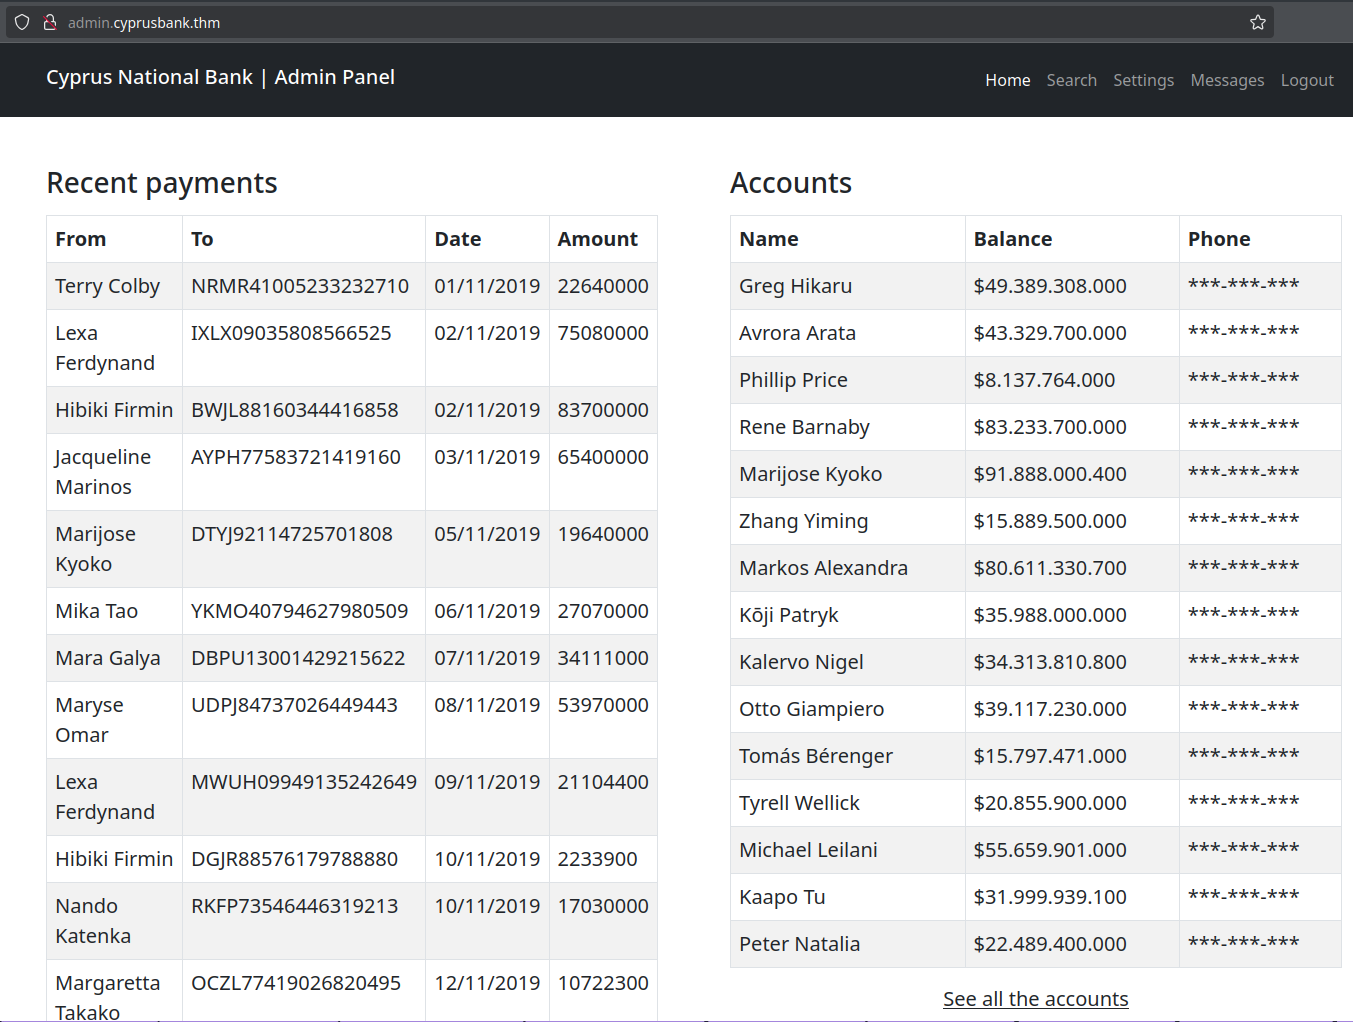 admin.cyprusbank.thm
Cyprus National Bank | Admin Panel
Home Search Settings Messages Logout
Recent payments
From To Date Amount
Terry Colby NRMR41005233232710 01/11/2019 22640000
Lexa Ferdynand IXLX09035808566525 02/11/2019 75080000
Hibiki Firmin BWJL88160344416858 02/11/2019 83700000
Jacqueline Marinos AYPH77583721419160 03/11/2019 65400000
Marijose Kyoko DTYJ92114725701808 05/11/2019 19640000
Mika Tao YKMO40794627980509 06/11/2019 27070000
Mara Galya DBPU13001429215622 07/11/2019 34111000
Maryse Omar UDPJ84737026449443 08/11/2019 53970000
Lexa Ferdynand MWUH09949135242649 09/11/2019 21104400
Hibiki Firmin DGJR88576179788880 10/11/2019 2233900
Nando Katenka RKFP73546446319213 10/11/2019 17030000
Margaretta Takako OCZL77419026820495 12/11/2019 10722300
Accounts
Name Balance Phone
Greg Hikaru $49.389.308.000 ***-***-***
Avrora Arata $43.329.700.000 ***-***-***
Phillip Price $8.137.764.000 ***-***-***
Rene Barnaby $83.233.700.000 ***-***-***
Marijose Kyoko $91.888.000.400 ***-***-***
Zhang Yiming $15.889.500.000 ***-***-***
Markos Alexandra $80.611.330.700 ***-***-***
Kōji Patryk $35.988.000.000 ***-***-***
Kalervo Nigel $34.313.810.800 ***-***-***
Otto Giampiero $39.117.230.000 ***-***-***
Tomás Bérenger $15.797.471.000 ***-***-***
Tyrell Wellick $20.855.900.000 ***-***-***
Michael Leilani $55.659.901.000 ***-***-***
Kaapo Tu $31.999.939.100 ***-***-***
Peter Natalia $22.489.400.000 ***-***-***
See all the accounts